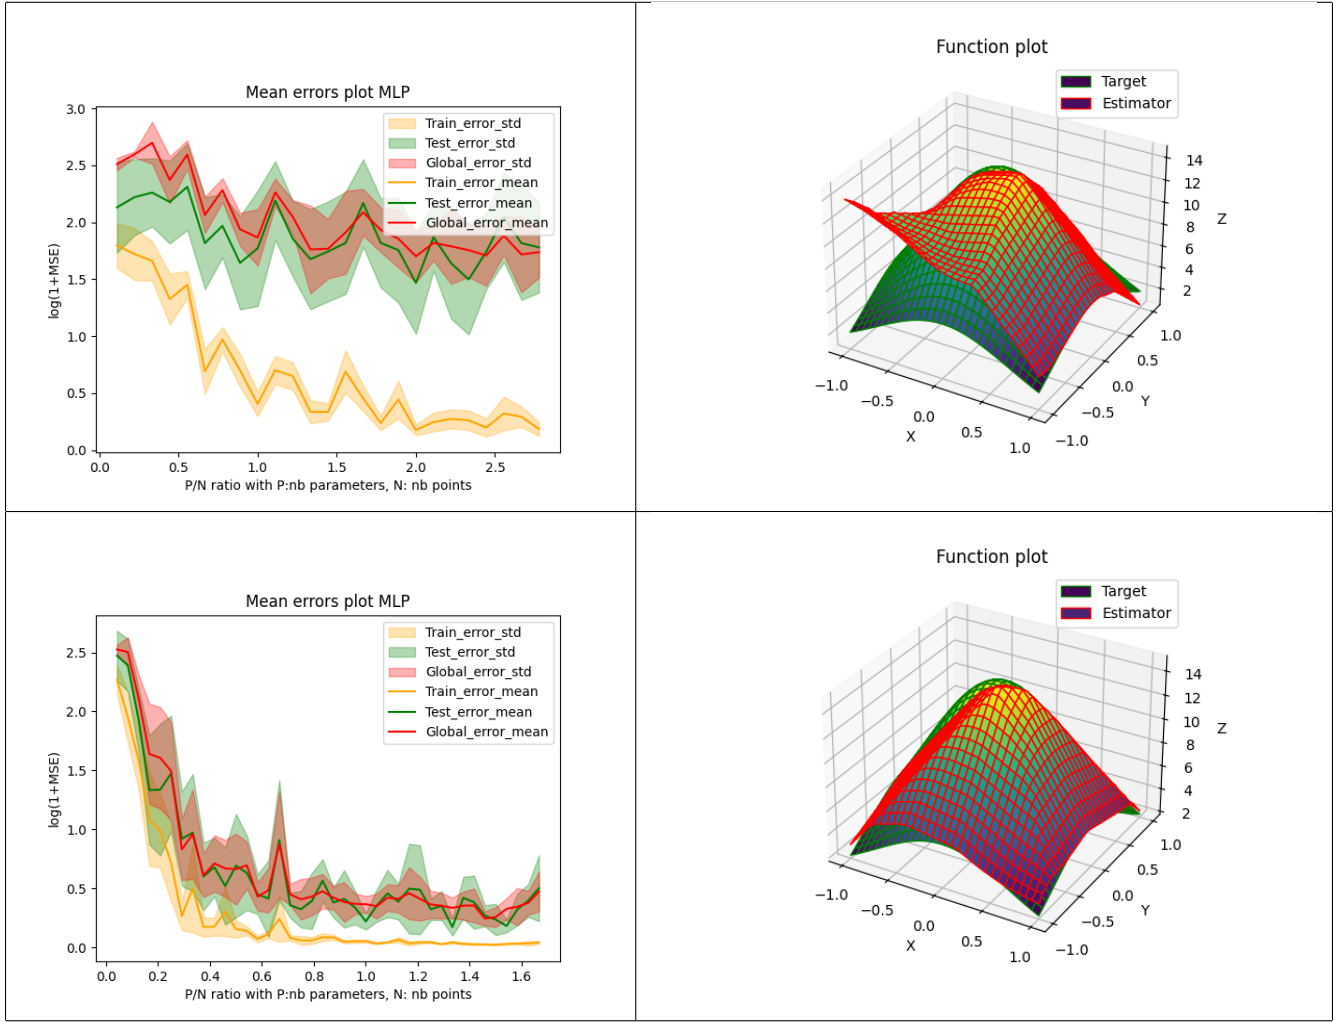 Mean errors plot MLP
Train_error_std
Test_error_std
Global_error_std
Train_error_mean
Test_error_mean
Global_error_mean
3.0
2.5
2.0
1.5
1.0
0.5
0.0
log(1+MSE)
0.0 0.5 1.0 1.5 2.0 2.5
P/N ratio with P:nb parameters, N: nb points
Function plot
Target
Estimator
14
12
10
8
6
4
2
Z
−1.0 −0.5 0.0 0.5 1.0
X
−1.0 −0.5 0.0 0.5 1.0
Y
Mean errors plot MLP
Train_error_std
Test_error_std
Global_error_std
Train_error_mean
Test_error_mean
Global_error_mean
2.5
2.0
1.5
1.0
0.5
0.0
log(1+MSE)
0.0 0.2 0.4 0.6 0.8 1.0 1.2 1.4 1.6
P/N ratio with P:nb parameters, N: nb points
Function plot
Target
Estimator
14
12
10
8
6
4
2
Z
−1.0 −0.5 0.0 0.5 1.0
X
−1.0 −0.5 0.0 0.5 1.0
Y